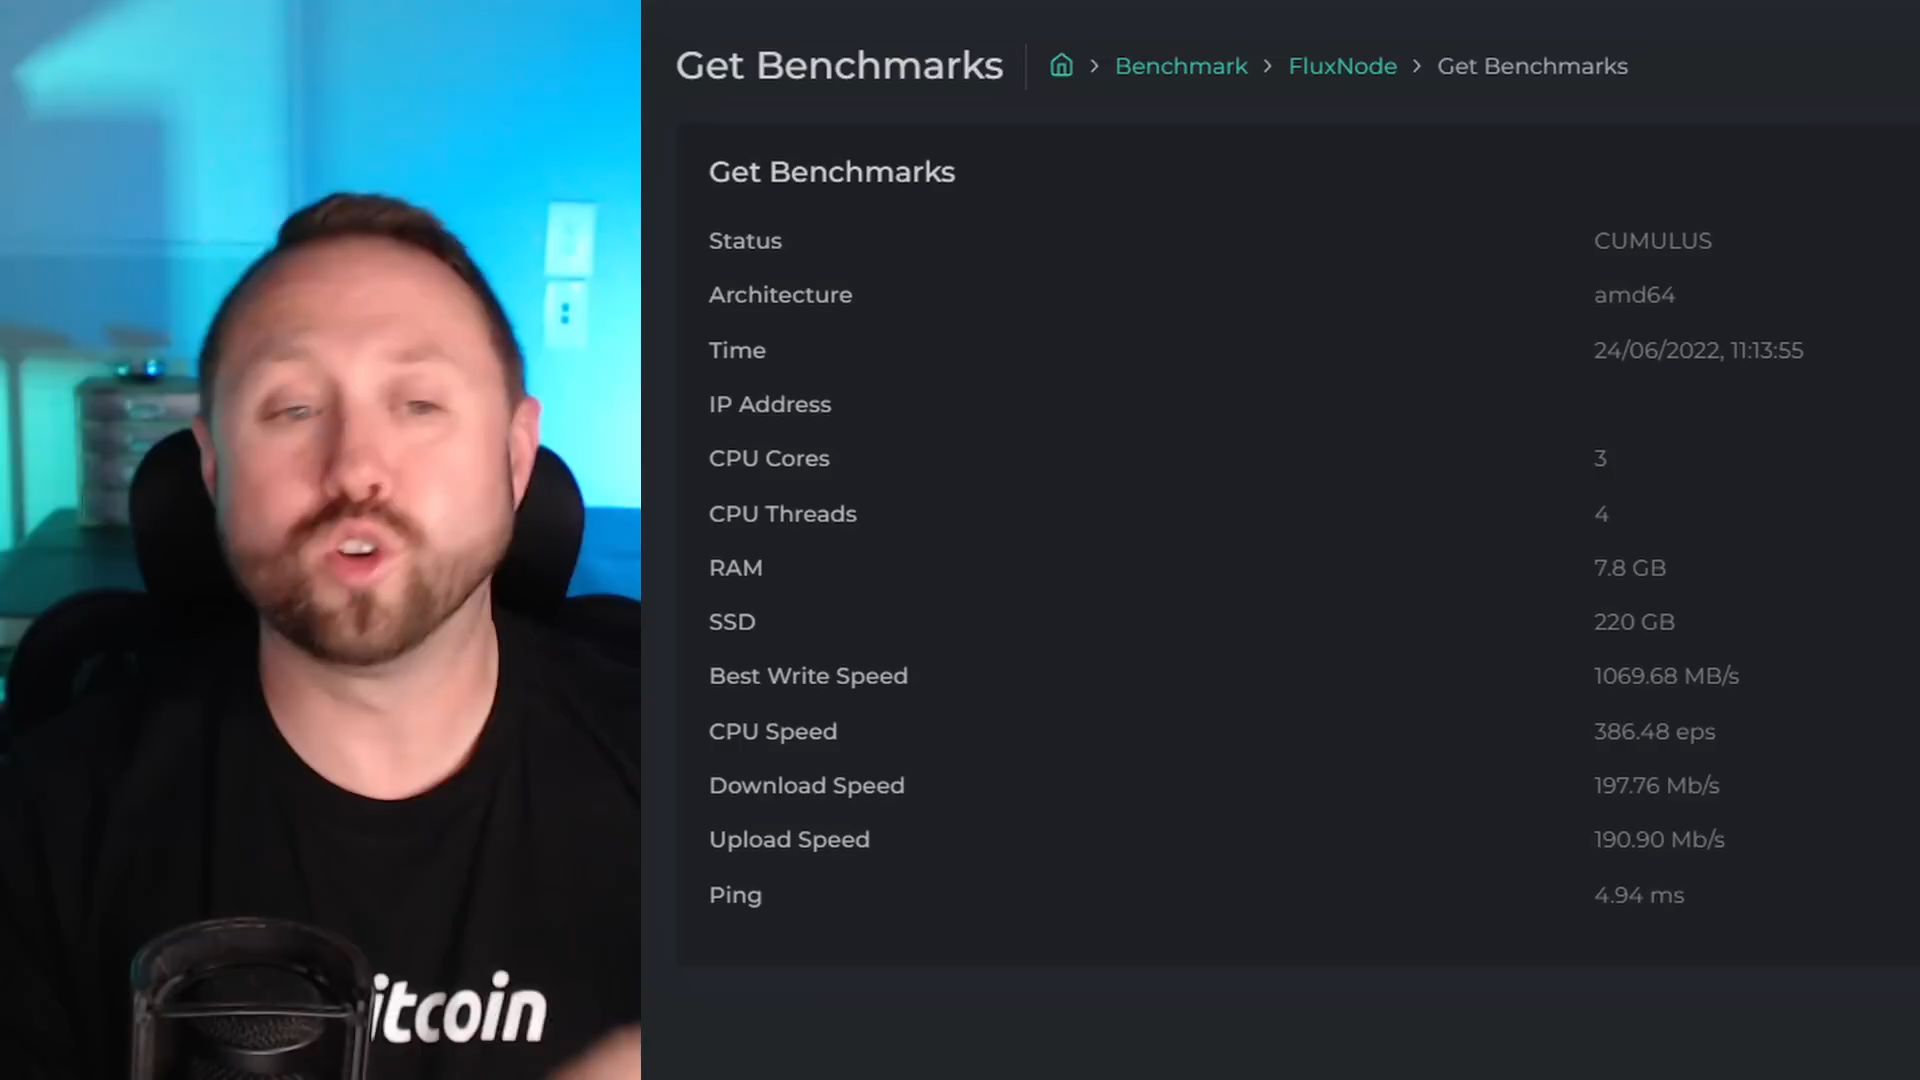 Get Benchmarks
Benchmark > FluxNode > Get Benchmarks
Get Benchmarks
Status CUMULUS
Architecture amd64
Time 24/06/2022, 11:13:55
IP Address
CPU Cores 3
CPU Threads 4
RAM 7.8 GB
SSD 220 GB
Best Write Speed 1069.68 MB/s
CPU Speed 386.48 eps
Download Speed 197.76 Mb/s
Upload Speed 190.90 Mb/s
Ping 4.94 ms
itcoin